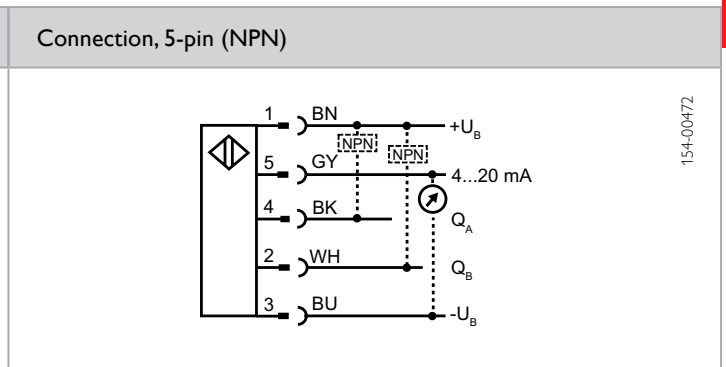 Connection, 5-pin (NPN)
1 BN +U_B
NPN NPN
5 GY 4...20 mA
4 BK Q_A
2 WH Q_B
3 BU -U_B
154-00472